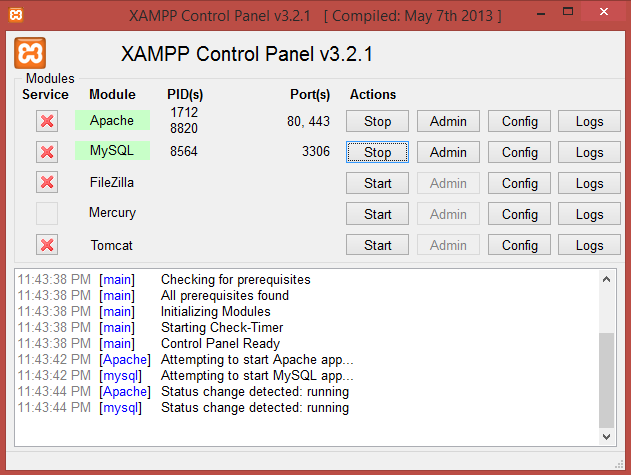 XAMPP Control Panel v3.2.1 [ Compiled: May 7th 2013 ]
XAMPP Control Panel v3.2.1
Modules
Service Module PID(s) Port(s) Actions
Apache 1712 8820 80, 443 Stop Admin Config Logs
MySQL 8564 3306 Stop Admin Config Logs
FileZilla Start Admin Config Logs
Mercury Start Admin Config Logs
Tomcat Start Admin Config Logs
11:43:38 PM [main] Checking for prerequisites
11:43:38 PM [main] All prerequisites found
11:43:38 PM [main] Initializing Modules
11:43:38 PM [main] Starting Check-Timer
11:43:38 PM [main] Control Panel Ready
11:43:42 PM [Apache] Attempting to start Apache app...
11:43:42 PM [mysql] Attempting to start MySQL app...
11:43:44 PM [Apache] Status change detected: running
11:43:44 PM [mysql] Status change detected: running